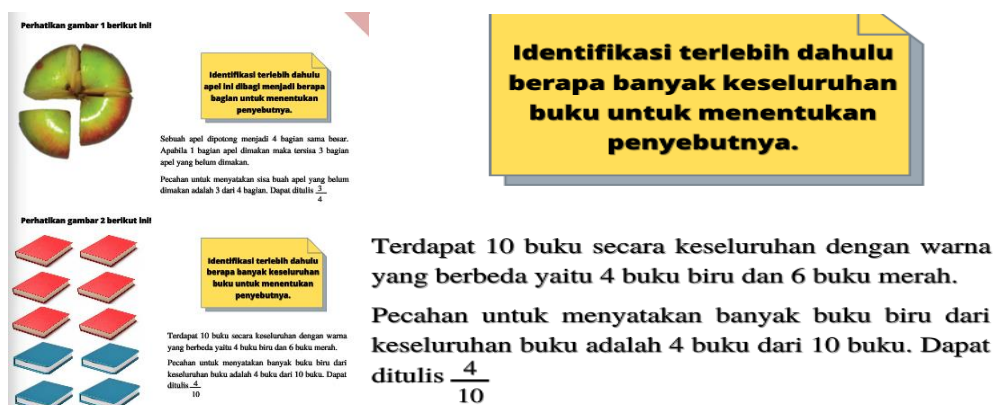 Perhatikan gambar 1 berikut ini!
Identifikasi terlebih dahulu
apel ini dibagi menjadi berapa
bagian untuk menentukan
penyebutnya.
Sebuah apel dipotong menjadi 4 bagian sama besar.
Apabila 1 bagian apel dimakan maka tersisa 3 bagian
apel yang belum dimakan.
Pecahan untuk menyatakan sisa buah apel yang belum
dimakan adalah 3 dari 4 bagian. Dapat ditulis 3
4
Perhatikan gambar 2 berikut ini!
Identifikasi terlebih dahulu
berapa banyak keseluruhan
buku untuk menentukan
penyebutnya.
Terdapat 10 buku secara keseluruhan dengan warna
yang berbeda yaitu 4 buku biru dan 6 buku merah.
Pecahan untuk menyatakan banyak buku biru dari
keseluruhan buku adalah 4 buku dari 10 buku. Dapat
ditulis 4
10
Identifikasi terlebih dahulu
berapa banyak keseluruhan
buku untuk menentukan
penyebutnya.
Terdapat 10 buku secara keseluruhan dengan warna
yang berbeda yaitu 4 buku biru dan 6 buku merah.
Pecahan untuk menyatakan banyak buku biru dari
keseluruhan buku adalah 4 buku dari 10 buku. Dapat
ditulis 4
10